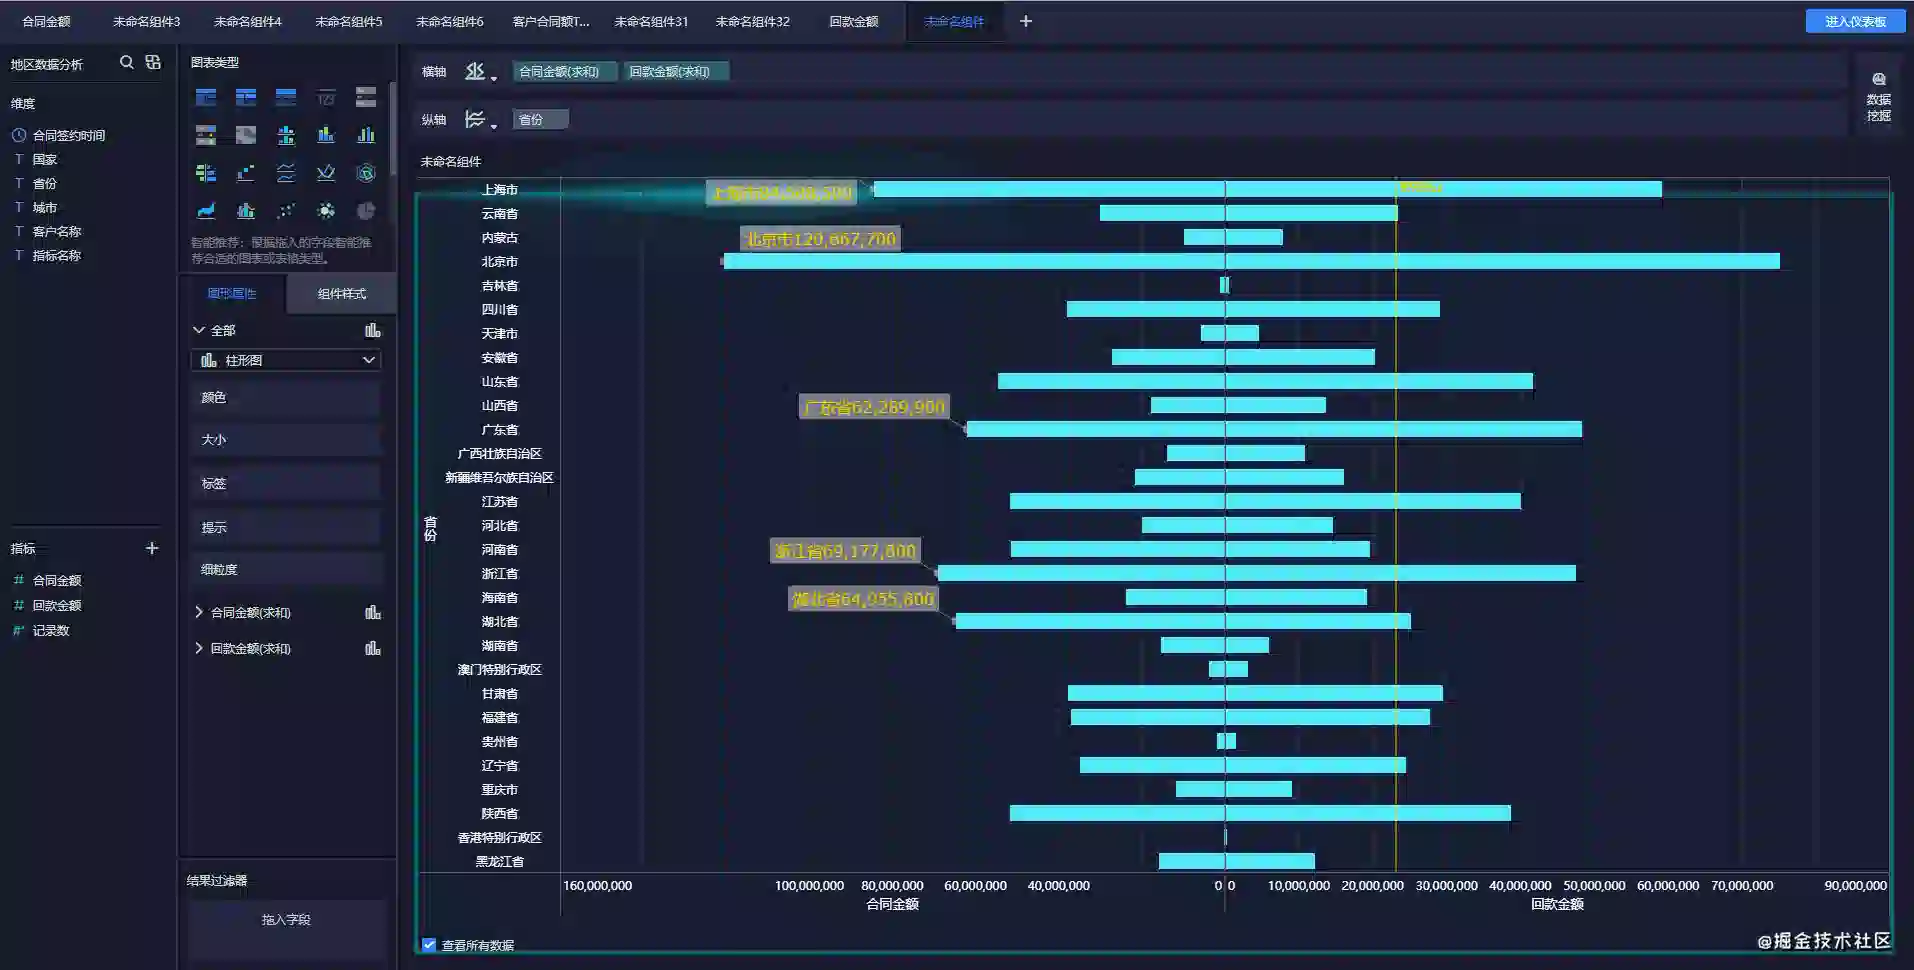 合同金额 未命名组件3 未命名组件4 未命名组件5 未命名组件6 客户合同额T... 未命名组件31 未命名组件32 回款金额 未命名组件 +
进入仪表板
地区数据分析
维度
合同签约时间
T 国家
T 省份
T 城市
T 客户名称
T 指标名称
指标 +
# 合同金额
# 回款金额
#* 记录数
图表类型
123
智能推荐：根据拖入的字段智能推
荐合适的图表或表格类型。
图形属性 组件样式
全部
柱形图
颜色
大小
标签
提示
细粒度
合同金额(求和)
回款金额(求和)
结果过滤器
拖入字段
横轴 合同金额(求和) 回款金额(求和)
纵轴 省份
数据
挖掘
未命名组件
省份
上海市
云南省
内蒙古
北京市120,667,700
北京市
吉林省
四川省
天津市
安徽省
山东省
山西省
广东省62,289,900
广东省
广西壮族自治区
新疆维吾尔族自治区
江苏省
河北省
河南省
浙江省69,177,800
浙江省
海南省
湖北省64,955,800
湖北省
湖南省
澳门特别行政区
甘肃省
福建省
贵州省
辽宁省
重庆市
陕西省
香港特别行政区
黑龙江省
160,000,000 100,000,000 80,000,000 60,000,000 40,000,000 0 0 10,000,000 20,000,000 30,000,000 40,000,000 50,000,000 60,000,000 70,000,000 90,000,000
合同金额 回款金额
查看所有数据
@掘金技术社区